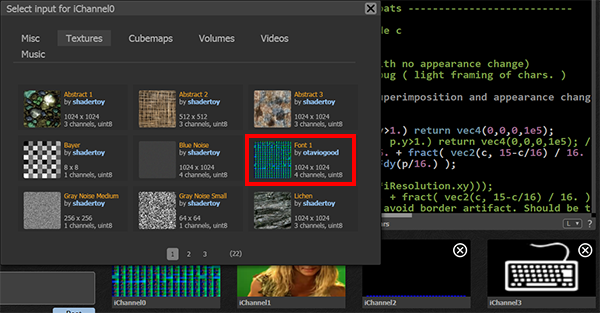 Select input for iChannel0
Misc Textures Cubemaps Volumes Videos
Music
Abstract 1
by shadertoy
1024 x 1024
3 channels, uint8
Abstract 2
by shadertoy
512 x 512
3 channels, uint8
Abstract 3
by shadertoy
1024 x 1024
3 channels, uint8
Bayer
by shadertoy
8 x 8
1 channels, uint8
Blue Noise
by shadertoy
1024 x 1024
4 channels, uint8
Font 1
by otaviogood
1024 x 1024
4 channels, uint8
Gray Noise Medium
by shadertoy
256 x 256
1 channels, uint8
Gray Noise Small
by shadertoy
64 x 64
1 channels, uint8
Lichen
by shadertoy
1024 x 1024
3 channels, uint8
1 2 3 (22)
ats ---------------------------
de c
ith no appearance change)
bug ( light framing of chars. )
uperimposition and appearance chang
.y>1.) return vec4(0,0,0,1e5);
p.y>1.) return vec4(0,0,0,1e5); /
6. + fract( vec2(c, 15-c/16) / 16.
dy(p/16.) );
iResolution.xy)));
+ fract( vec2(c, 15-c/16) / 16. )
avoid border artifact. Should be t
ars L ?
iChannel0
iChannel1
iChannel2
iChannel3